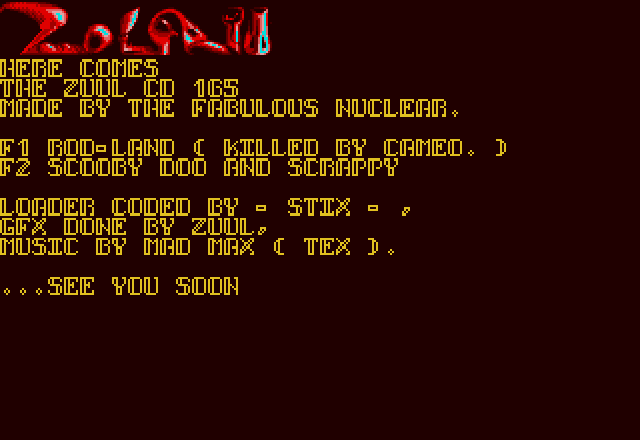 HERE COMES
THE ZUUL CD 165
MADE BY THE FABULOUS NUCLEAR.
F1 ROD-LAND ( KILLED BY CAMEO. )
F2 SCOOBY DOO AND SCRAPPY
LOADER CODED BY - STIX - ,
GFX DONE BY ZUUL,
MUSIC BY MAD MAX ( TEX ).
...SEE YOU SOON